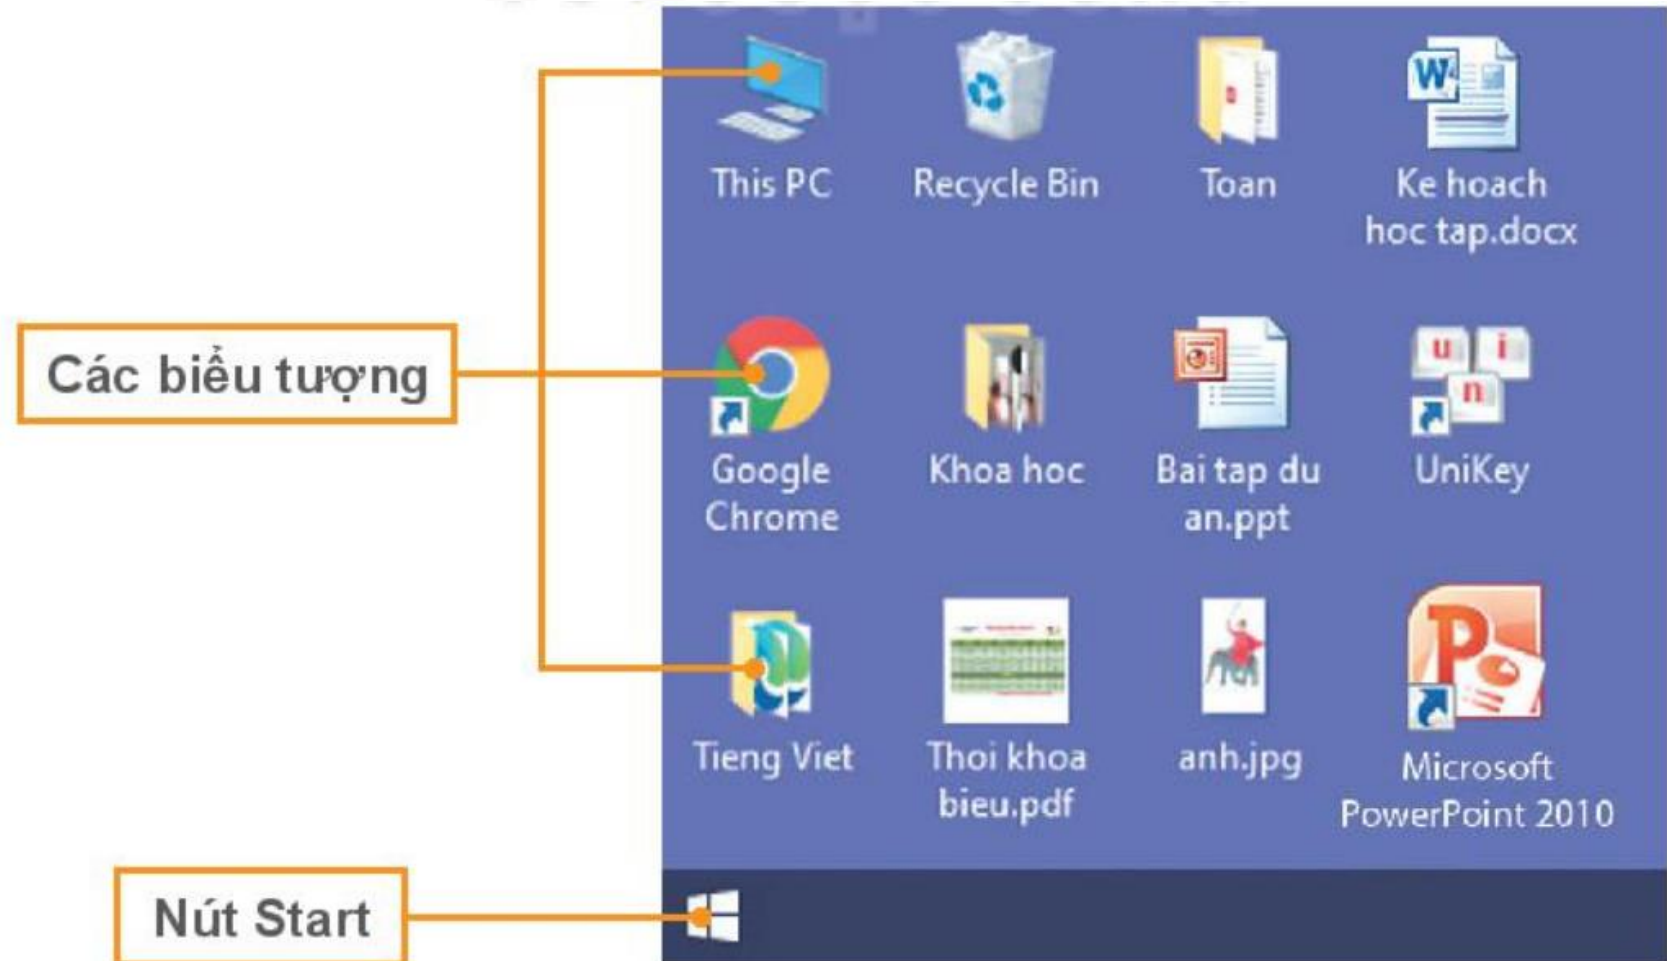 This PC
Recycle Bin
Toan
Ke hoach
hoc tap.docx
Các biểu tượng
Google
Chrome
Khoa hoc
Bai tap du
an.ppt
UniKey
Tieng Viet
Thoi khoa
bieu.pdf
anh.jpg
Microsoft
PowerPoint 2010
Nút Start